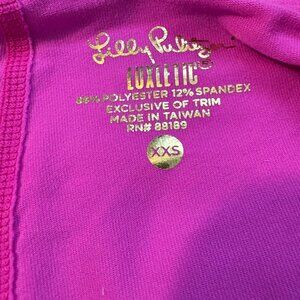 Lilly Pulitzer®
LUXLETIC®
88% POLYESTER 12% SPANDEX
EXCLUSIVE OF TRIM
MADE IN TAIWAN
RN# 88189
XXS